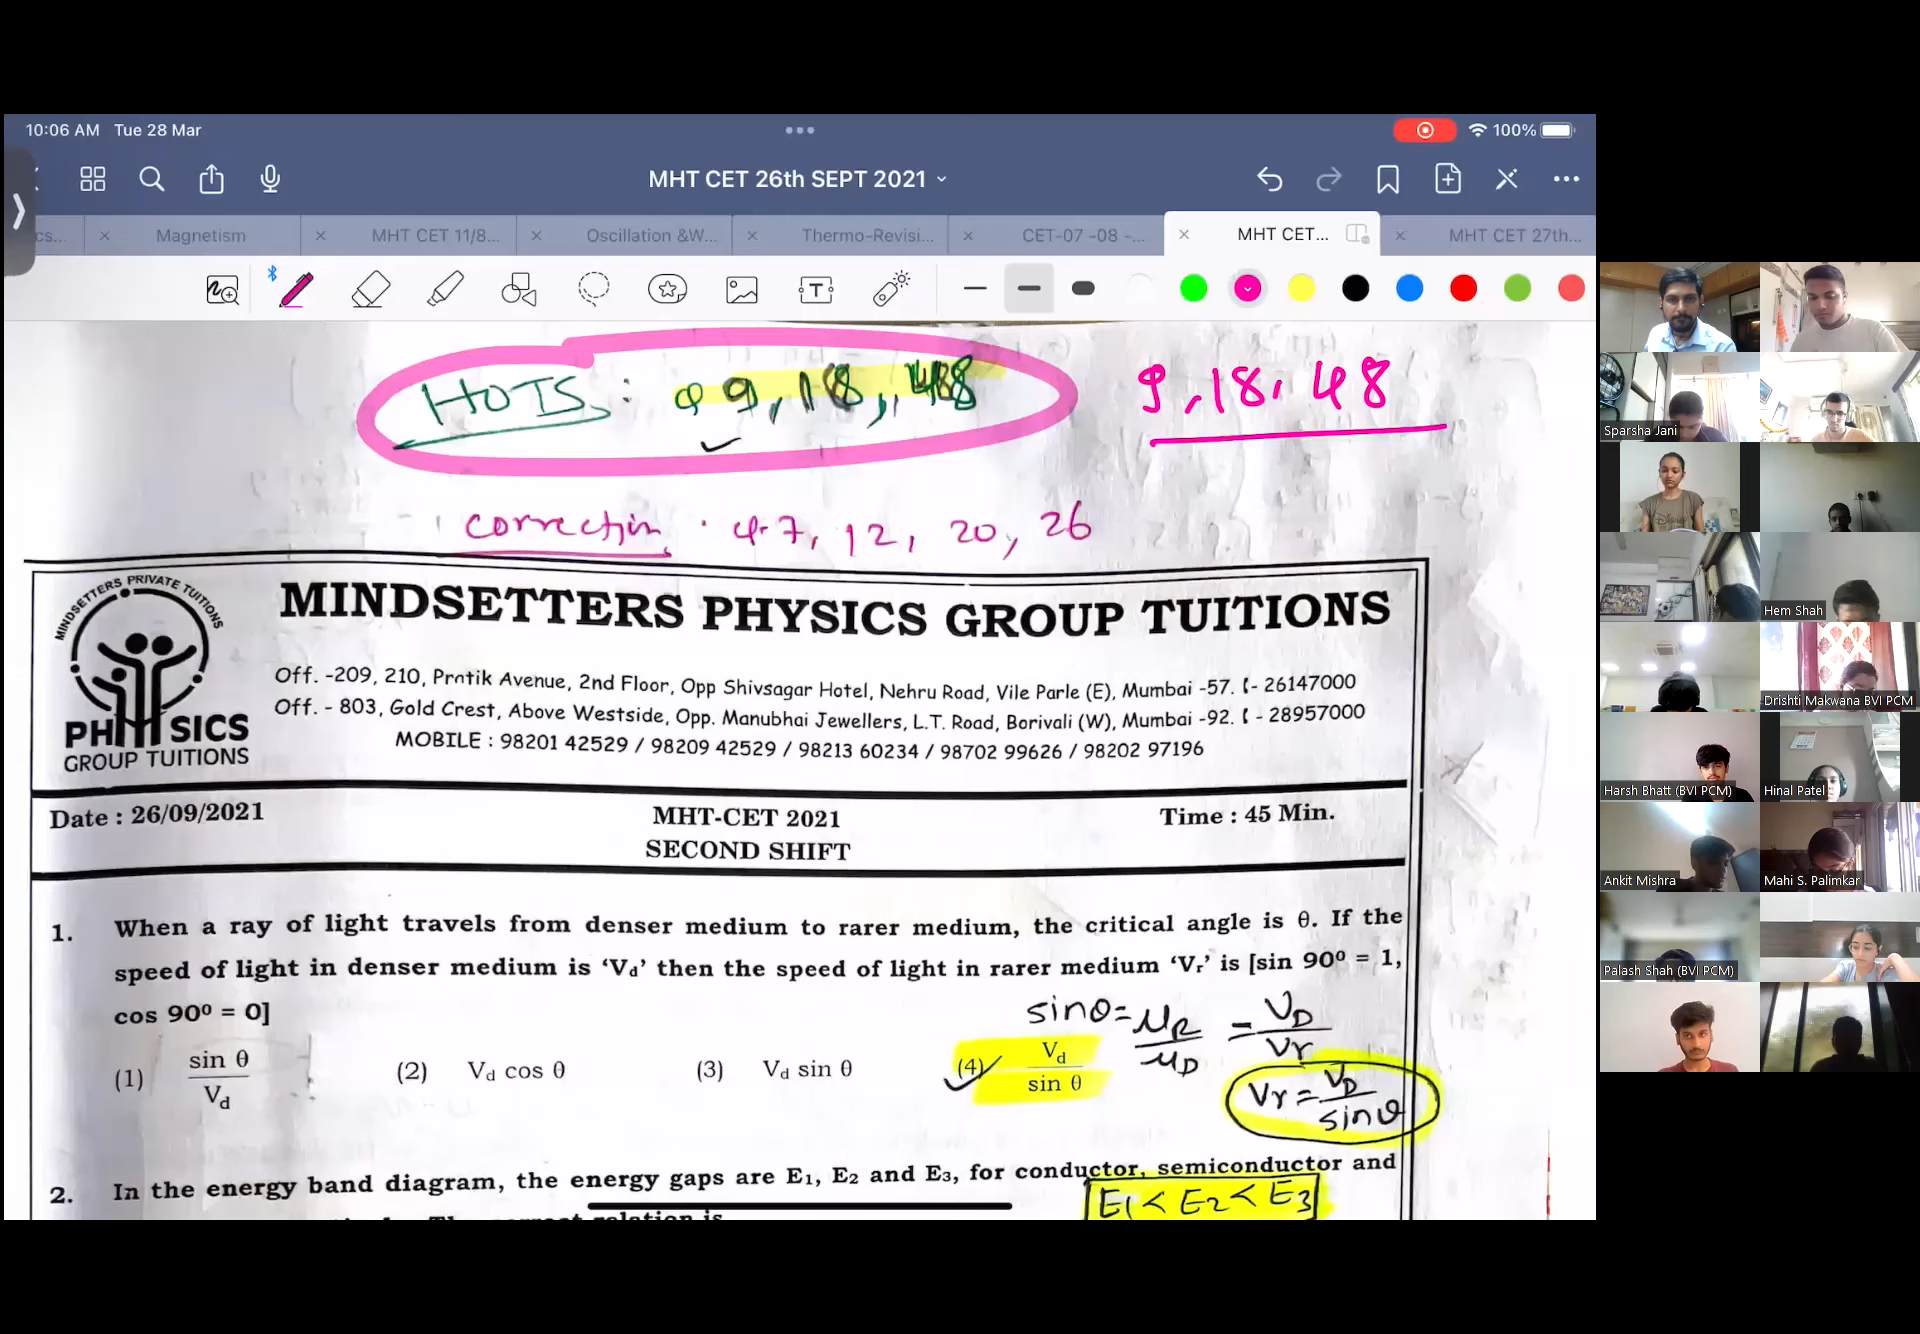 10:06 AM Tue 28 Mar
100%
MHT CET 26th SEPT 2021
cs...
Magnetism
MHT CET 11/8...
Oscillation &W...
Thermo-Revisi...
CET-07 -08 -...
MHT CET...
MHT CET 27th...
HOTS : Q 9, 18, 48
9, 18, 48
correction . Q.7, 12, 20, 26
MINDSETTERS PRIVATE TUITIONS
PHYSICS
GROUP TUITIONS
MINDSETTERS PHYSICS GROUP TUITIONS
Off. -209, 210, Pratik Avenue, 2nd Floor, Opp Shivsagar Hotel, Nehru Road, Vile Parle (E), Mumbai -57. (- 26147000
Off. - 803, Gold Crest, Above Westside, Opp. Manubhai Jewellers, L.T. Road, Borivali (W), Mumbai -92. ( - 28957000
MOBILE : 98201 42529 / 98209 42529 / 98213 60234 / 98702 99626 / 98202 97196
Date : 26/09/2021
MHT-CET 2021
Time : 45 Min.
SECOND SHIFT
1. When a ray of light travels from denser medium to rarer medium, the critical angle is θ. If the
speed of light in denser medium is ‘Vd’ then the speed of light in rarer medium ‘Vr’ is [sin 90º = 1,
cos 90º = 0]
sinθ = μR/μD = VD/Vr
(1) sin θ/Vd (2) Vd cos θ (3) Vd sin θ (4) Vd/sin θ
Vr = VD/sinθ
2. In the energy band diagram, the energy gaps are E1, E2 and E3, for conductor, semiconductor and
E1 < E2 < E3
relation is
Sparsha Jani
Hem Shah
Drishti Makwana BVI PCM
Harsh Bhatt (BVI PCM)
Hinal Patel
Ankit Mishra
Mahi S. Palimkar
Palash Shah (BVI PCM)